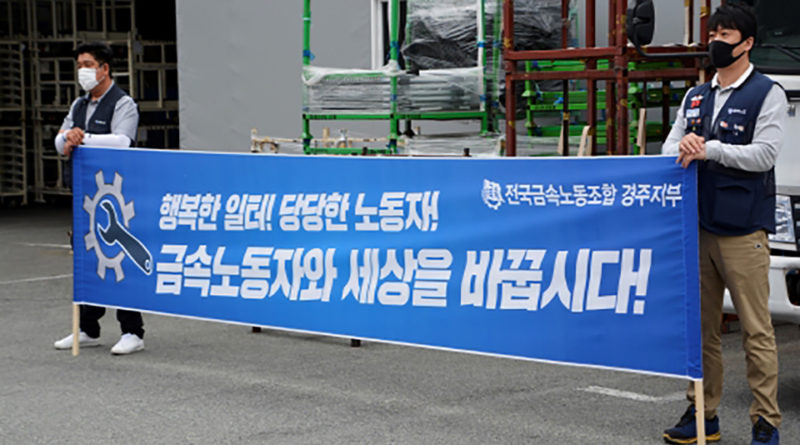 전국금속노동조합 경주지부
행복한 일터! 당당한 노동자!
금속노동자와 세상을 바꿉시다!